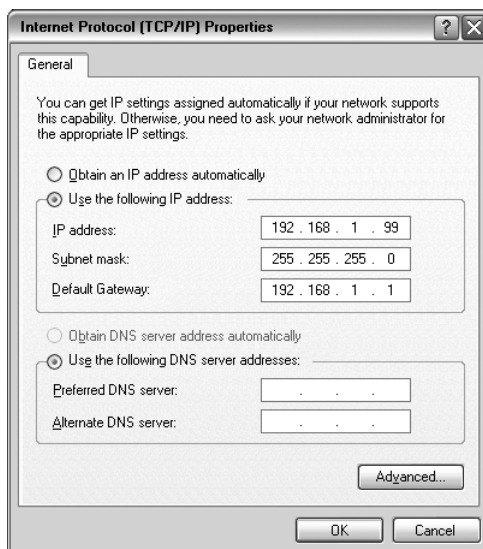 Internet Protocol (TCP/IP) Properties
?
General
You can get IP settings assigned automatically if your network supports
this capability. Otherwise, you need to ask your network administrator for
the appropriate IP settings.
Obtain an IP address automatically
Use the following IP address:
IP address: 192 . 168 . 1 . 99
Subnet mask: 255 . 255 . 255 . 0
Default Gateway: 192 . 168 . 1 . 1
Obtain DNS server address automatically
Use the following DNS server addresses:
Preferred DNS server: . . .
Alternate DNS server: . . .
Advanced...
OK Cancel